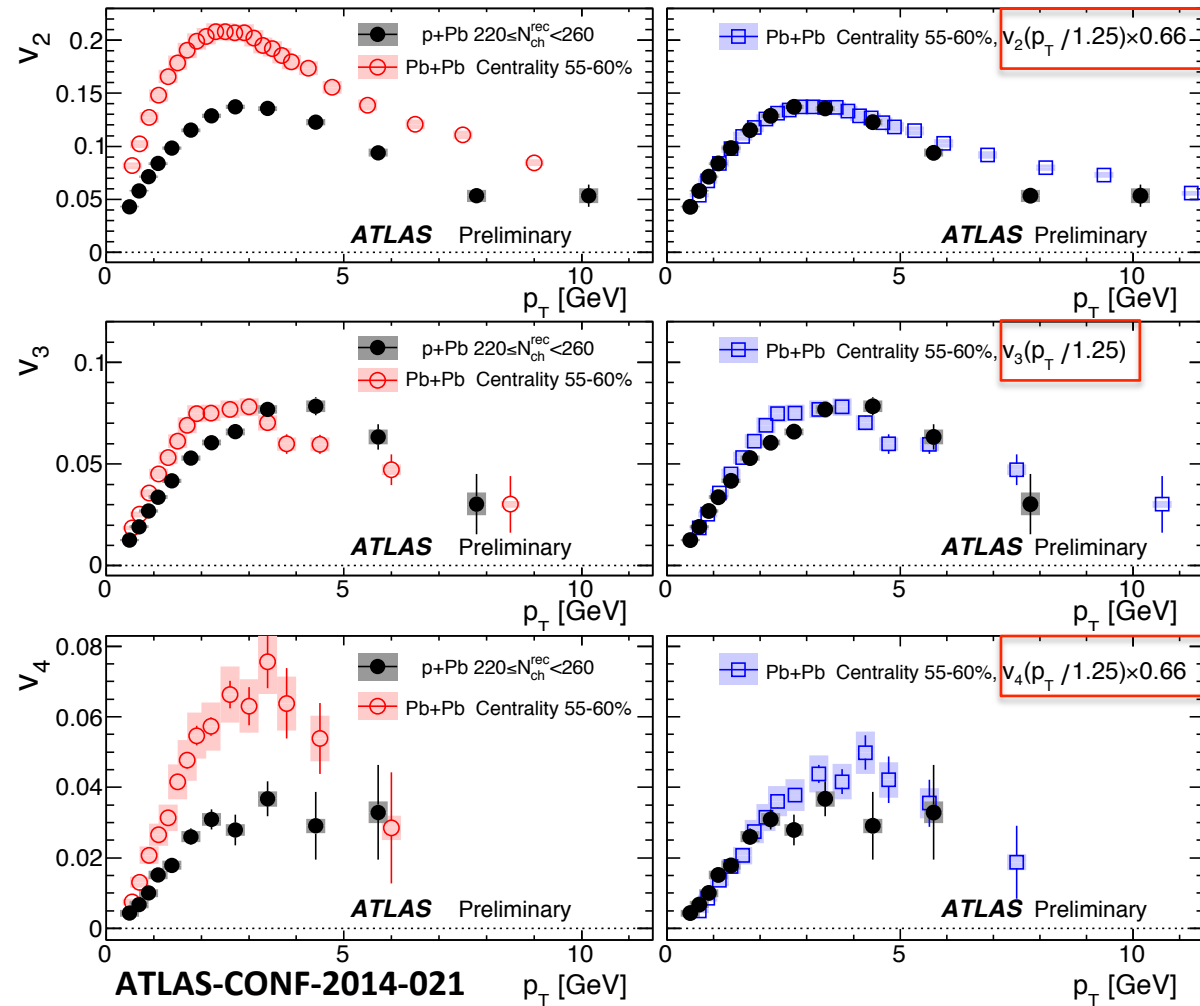 v₂
0.2
0.15
0.1
0.05
0
p+Pb 220≤N_ch^rec<260
Pb+Pb Centrality 55-60%
ATLAS Preliminary
0 5 10
p_T [GeV]
Pb+Pb Centrality 55-60%, v₂(p_T /1.25)×0.66
ATLAS Preliminary
0 5 10
p_T [GeV]
v₃
0.1
0.05
0
p+Pb 220≤N_ch^rec<260
Pb+Pb Centrality 55-60%
ATLAS Preliminary
0 5 10
p_T [GeV]
Pb+Pb Centrality 55-60%, v₃(p_T /1.25)
ATLAS Preliminary
0 5 10
p_T [GeV]
v₄
0.08
0.06
0.04
0.02
0
p+Pb 220≤N_ch^rec<260
Pb+Pb Centrality 55-60%
ATLAS Preliminary
0 5 10
p_T [GeV]
Pb+Pb Centrality 55-60%, v₄(p_T /1.25)×0.66
ATLAS Preliminary
0 5 10
p_T [GeV]
ATLAS-CONF-2014-021